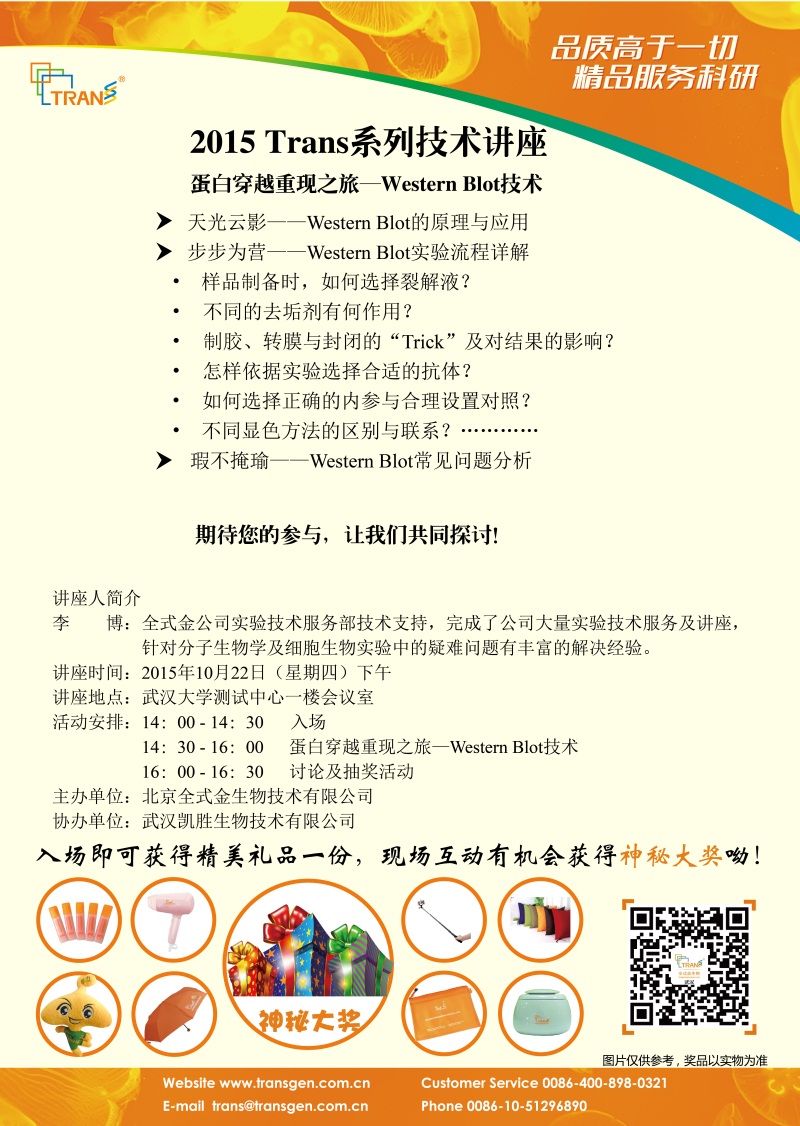 品质高于一切
精品服务科研
TRANS®
2015 Trans系列技术讲座
蛋白穿越重现之旅—Western Blot技术
➤ 天光云影——Western Blot的原理与应用
➤ 步步为营——Western Blot实验流程详解
• 样品制备时，如何选择裂解液？
• 不同的去垢剂有何作用？
• 制胶、转膜与封闭的“Trick”及对结果的影响？
• 怎样依据实验选择合适的抗体？
• 如何选择正确的内参与合理设置对照？
• 不同显色方法的区别与联系？…………
➤ 瑕不掩瑜——Western Blot常见问题分析
期待您的参与，让我们共同探讨!
讲座人简介
李　　博：全式金公司实验技术服务部技术支持，完成了公司大量实验技术服务及讲座，
针对分子生物学及细胞生物实验中的疑难问题有丰富的解决经验。
讲座时间：2015年10月22日（星期四）下午
讲座地点：武汉大学测试中心一楼会议室
活动安排：14：00 - 14：30 入场
14：30 - 16：00 蛋白穿越重现之旅—Western Blot技术
16：00 - 16：30 讨论及抽奖活动
主办单位：北京全式金生物技术有限公司
协办单位：武汉凯胜生物技术有限公司
入场即可获得精美礼品一份，现场互动有机会获得神秘大奖呦！
神秘大奖
TRANS
图片仅供参考，奖品以实物为准
Website www.transgen.com.cn Customer Service 0086-400-898-0321
E-mail trans@transgen.com.cn Phone 0086-10-51296890